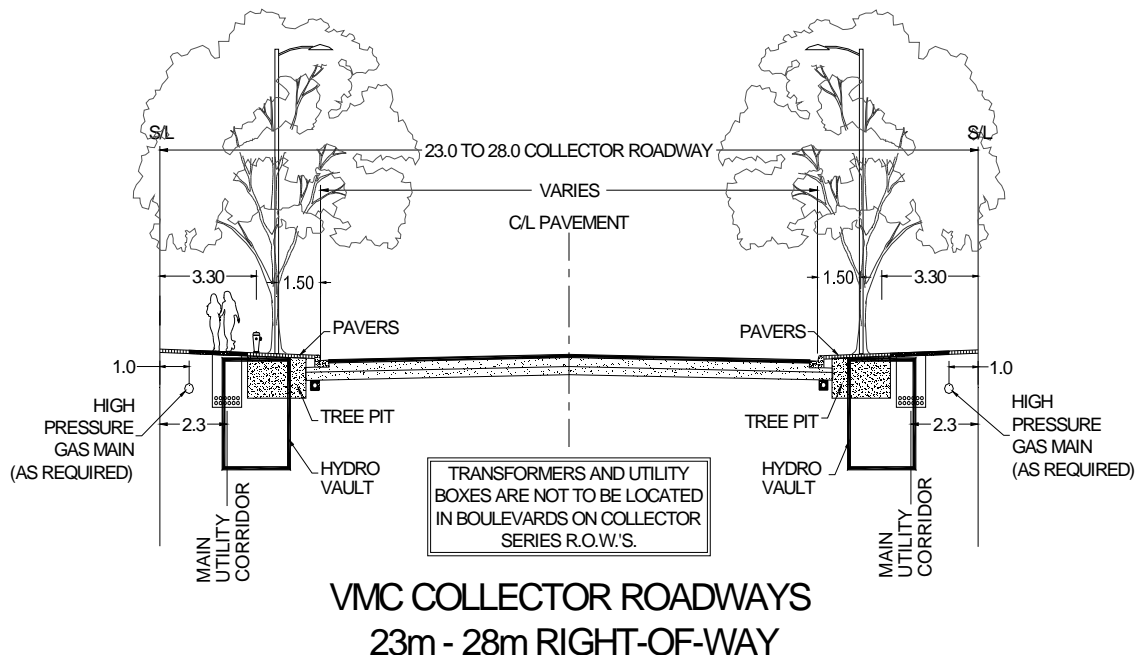 S/L
S/L
23.0 TO 28.0 COLLECTOR ROADWAY
VARIES
C/L PAVEMENT
3.30
1.50
1.50
3.30
PAVERS
PAVERS
1.0
1.0
HIGH
PRESSURE
GAS MAIN
(AS REQUIRED)
2.3
TREE PIT
HYDRO
VAULT
MAIN
UTILITY
CORRIDOR
TRANSFORMERS AND UTILITY
BOXES ARE NOT TO BE LOCATED
IN BOULEVARDS ON COLLECTOR
SERIES R.O.W.'S.
TREE PIT
HYDRO
VAULT
2.3
HIGH
PRESSURE
GAS MAIN
(AS REQUIRED)
MAIN
UTILITY
CORRIDOR
VMC COLLECTOR ROADWAYS
23m - 28m RIGHT-OF-WAY